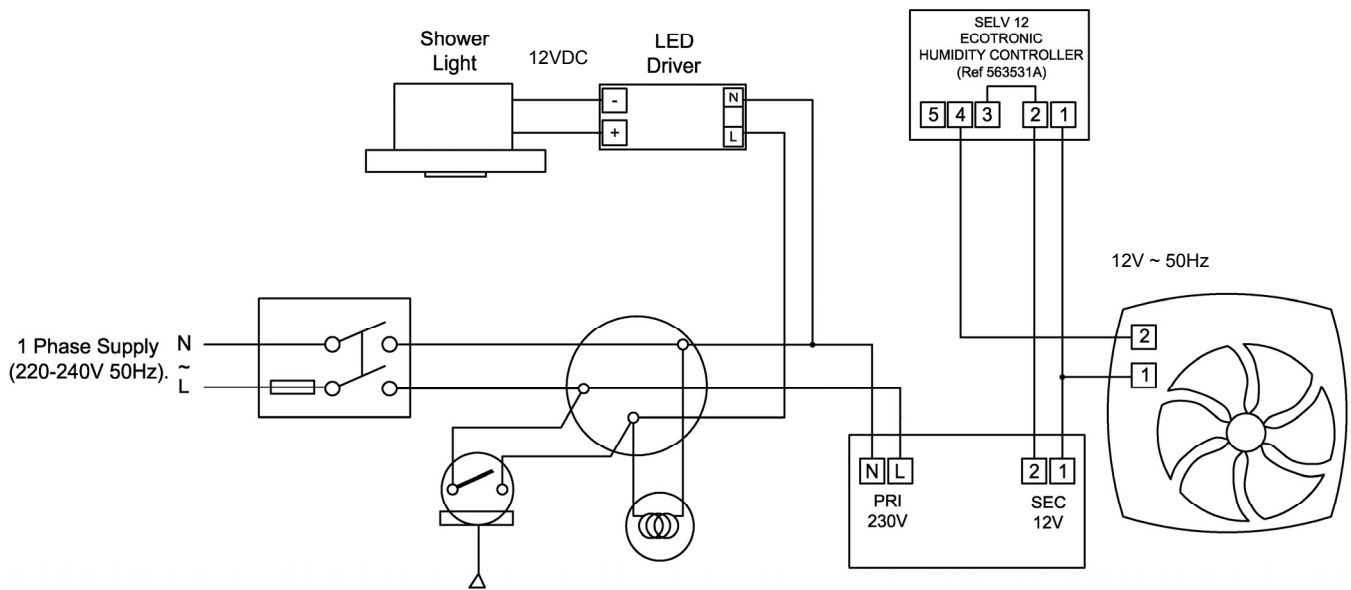 Shower
Light
12VDC
LED
Driver
-
+
N
L
SELV 12
ECOTRONIC
HUMIDITY CONTROLLER
(Ref 563531A)
5 4 3 2 1
12V ~ 50Hz
2
1
1 Phase Supply
(220-240V 50Hz).
N
~
L
N L
PRI
230V
2 1
SEC
12V